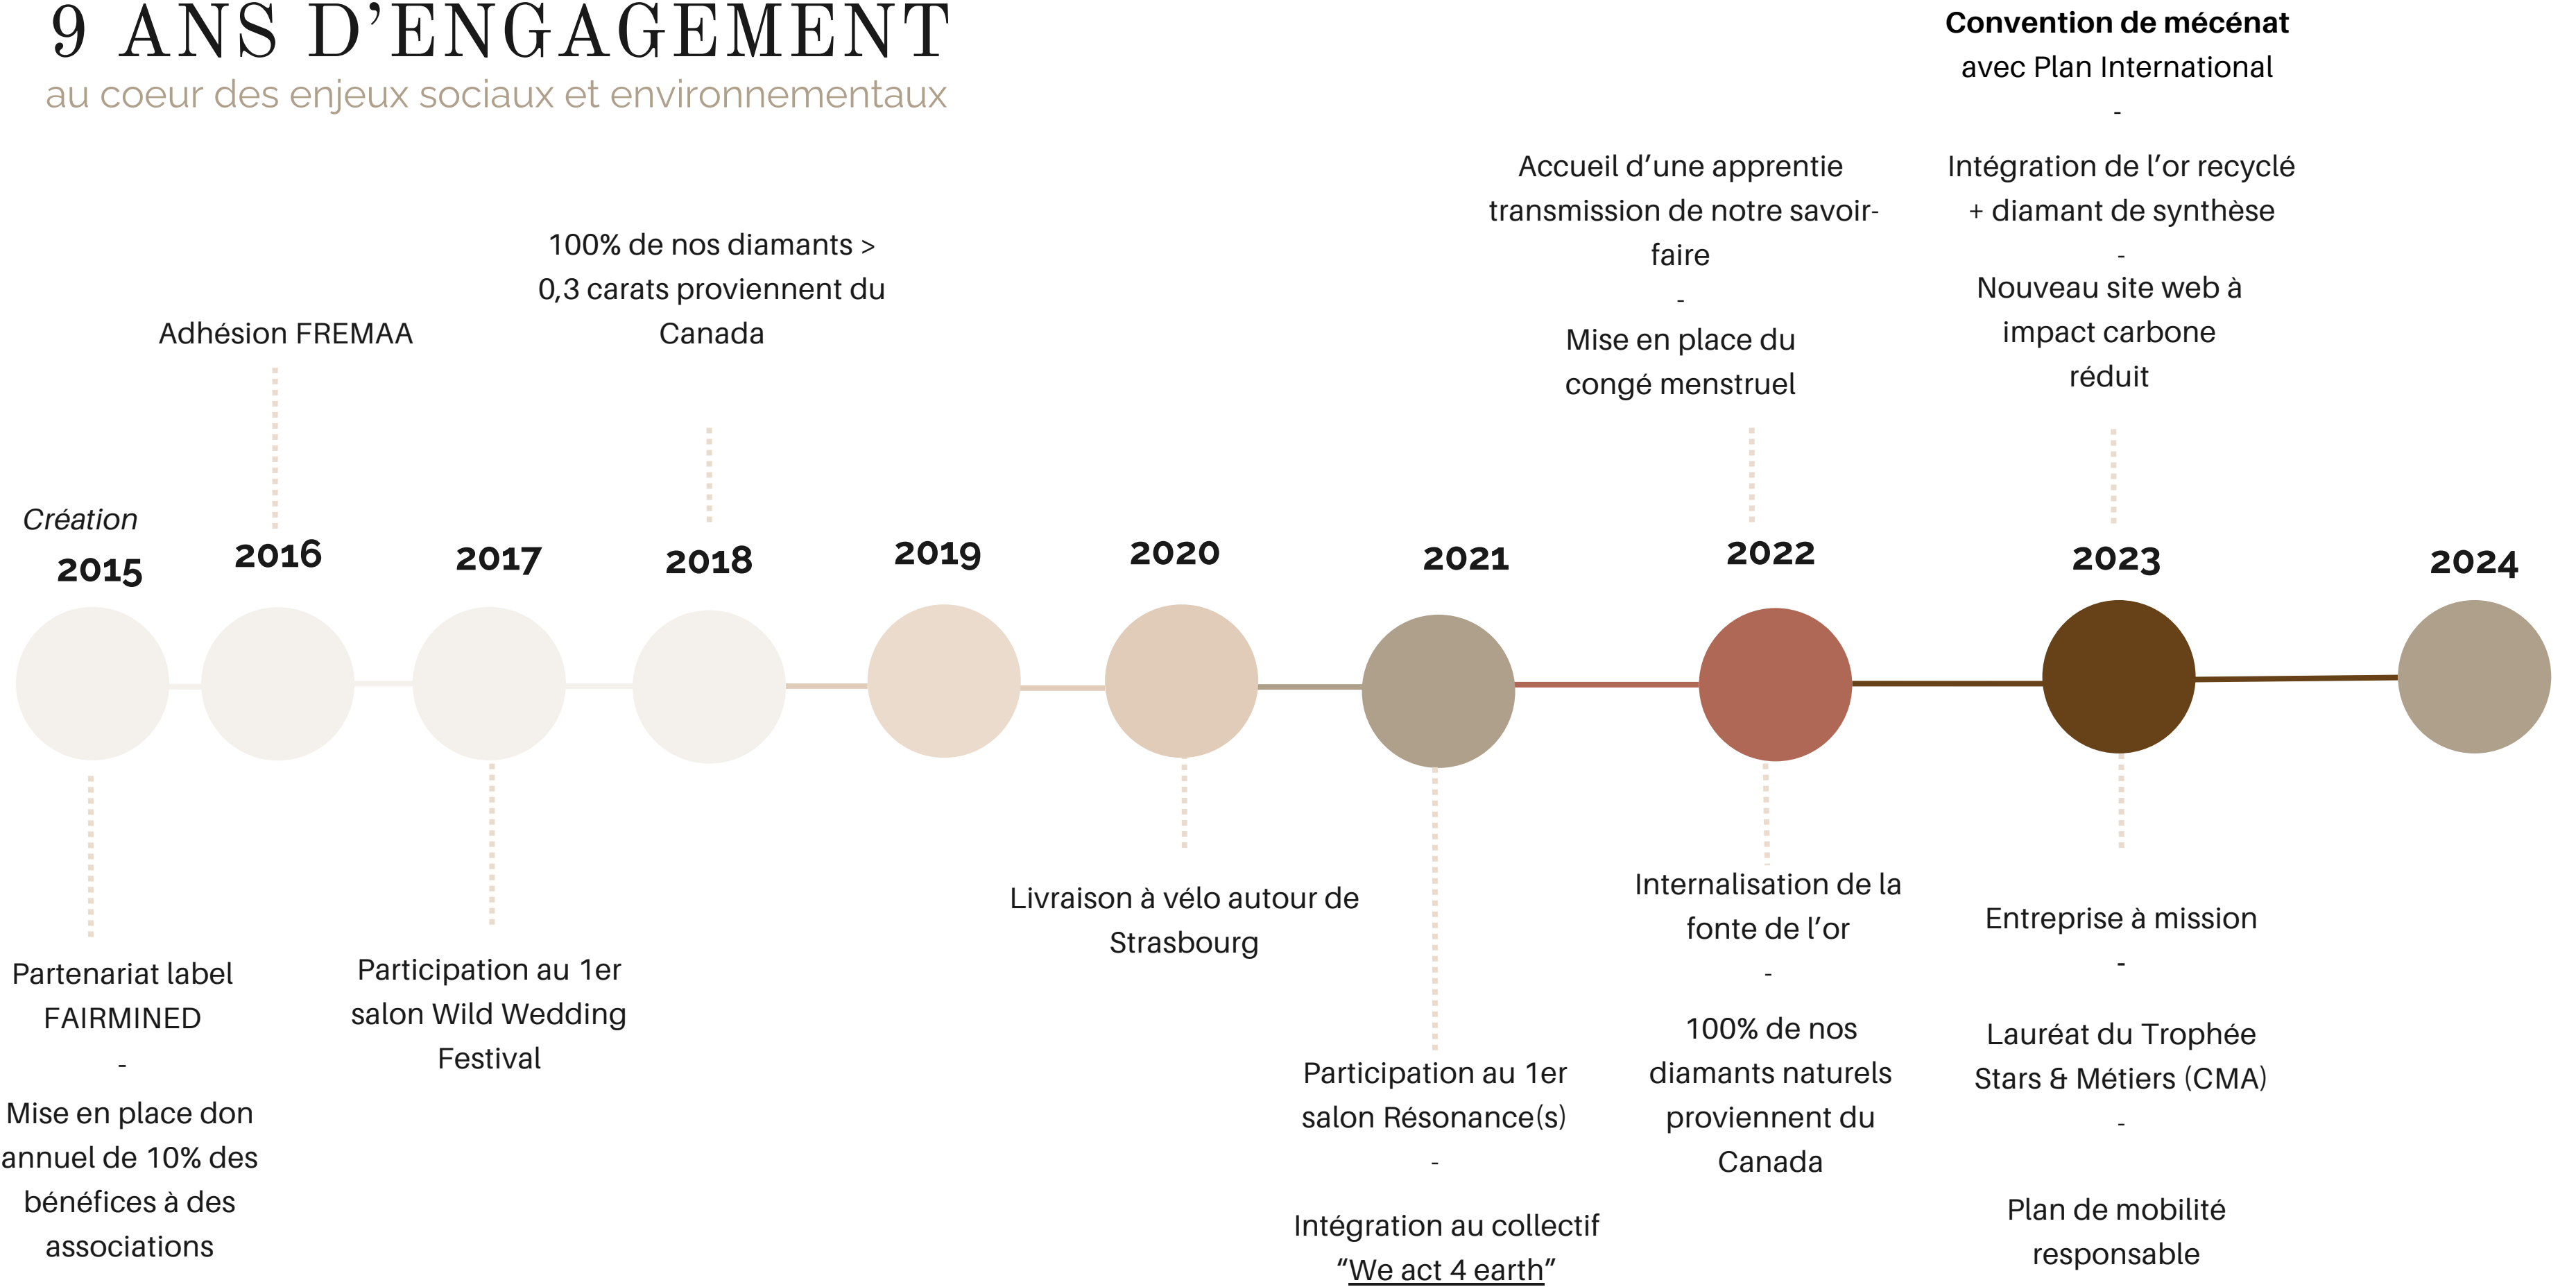 9 ANS D’ENGAGEMENT
au coeur des enjeux sociaux et environnementaux
Création
2015
Partenariat label
FAIRMINED
-
Mise en place don
annuel de 10% des
bénéfices à des
associations
Adhésion FREMAA
2016
2017
Participation au 1er
salon Wild Wedding
Festival
100% de nos diamants >
0,3 carats proviennent du
Canada
2018
2019
2020
Livraison à vélo autour de
Strasbourg
2021
Participation au 1er
salon Résonance(s)
-
Intégration au collectif
“We act 4 earth”
Accueil d’une apprentie
transmission de notre savoir-
faire
-
Mise en place du
congé menstruel
2022
Internalisation de la
fonte de l’or
-
100% de nos
diamants naturels
proviennent du
Canada
Convention de mécénat
avec Plan International
-
Intégration de l’or recyclé
+ diamant de synthèse
-
Nouveau site web à
impact carbone
réduit
2023
Entreprise à mission
-
Lauréat du Trophée
Stars & Métiers (CMA)
-
Plan de mobilité
responsable
2024